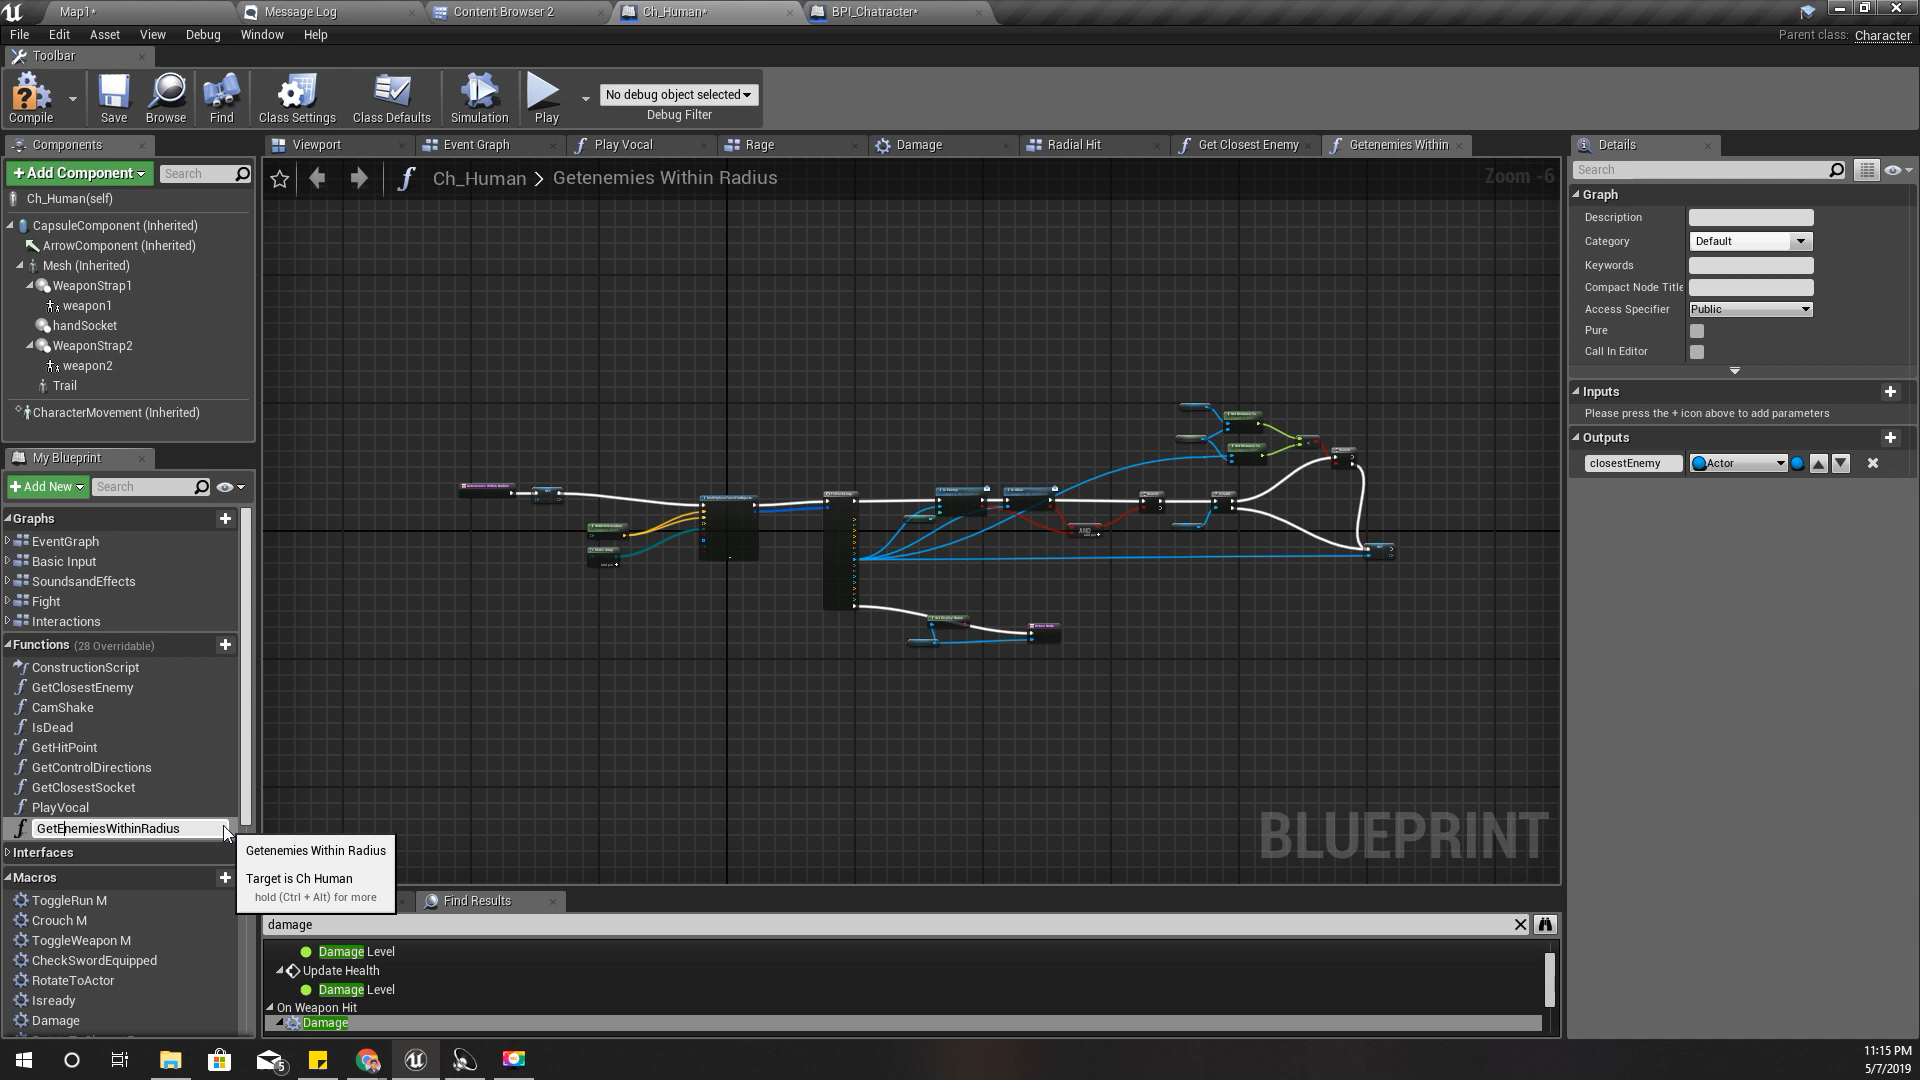 Map1*
Message Log
Content Browser 2
Ch_Human*
BPI_Chatracter*
File Edit Asset View Debug Window Help
Parent class: Character
Toolbar
Compile
Save
Browse
Find
Class Settings
Class Defaults
Simulation
Play
No debug object selected
Debug Filter
Components
+ Add Component
Search
Ch_Human(self)
CapsuleComponent (Inherited)
ArrowComponent (Inherited)
Mesh (Inherited)
WeaponStrap1
weapon1
handSocket
WeaponStrap2
weapon2
Trail
CharacterMovement (Inherited)
My Blueprint
+ Add New
Search
Graphs
EventGraph
Basic Input
SoundsandEffects
Fight
Interactions
Functions (28 Overridable)
ConstructionScript
GetClosestEnemy
CamShake
IsDead
GetHitPoint
GetControlDirections
GetClosestSocket
PlayVocal
GetEnemiesWithinRadius
Interfaces
Macros
ToggleRun M
Crouch M
ToggleWeapon M
CheckSwordEquipped
RotateToActor
Isready
Damage
Getenemies Within Radius
Target is Ch Human
hold (Ctrl + Alt) for more
Viewport
Event Graph
Play Vocal
Rage
Damage
Radial Hit
Get Closest Enemy
Getenemies Within
Ch_Human > Getenemies Within Radius
Zoom -6
AND
BLUEPRINT
Find Results
damage
Damage Level
Update Health
Damage Level
On Weapon Hit
Damage
Details
Search
Graph
Description
Category Default
Keywords
Compact Node Title
Access Specifier Public
Pure
Call In Editor
Inputs
Please press the + icon above to add parameters
Outputs
closestEnemy Actor
5
11:15 PM
5/7/2019